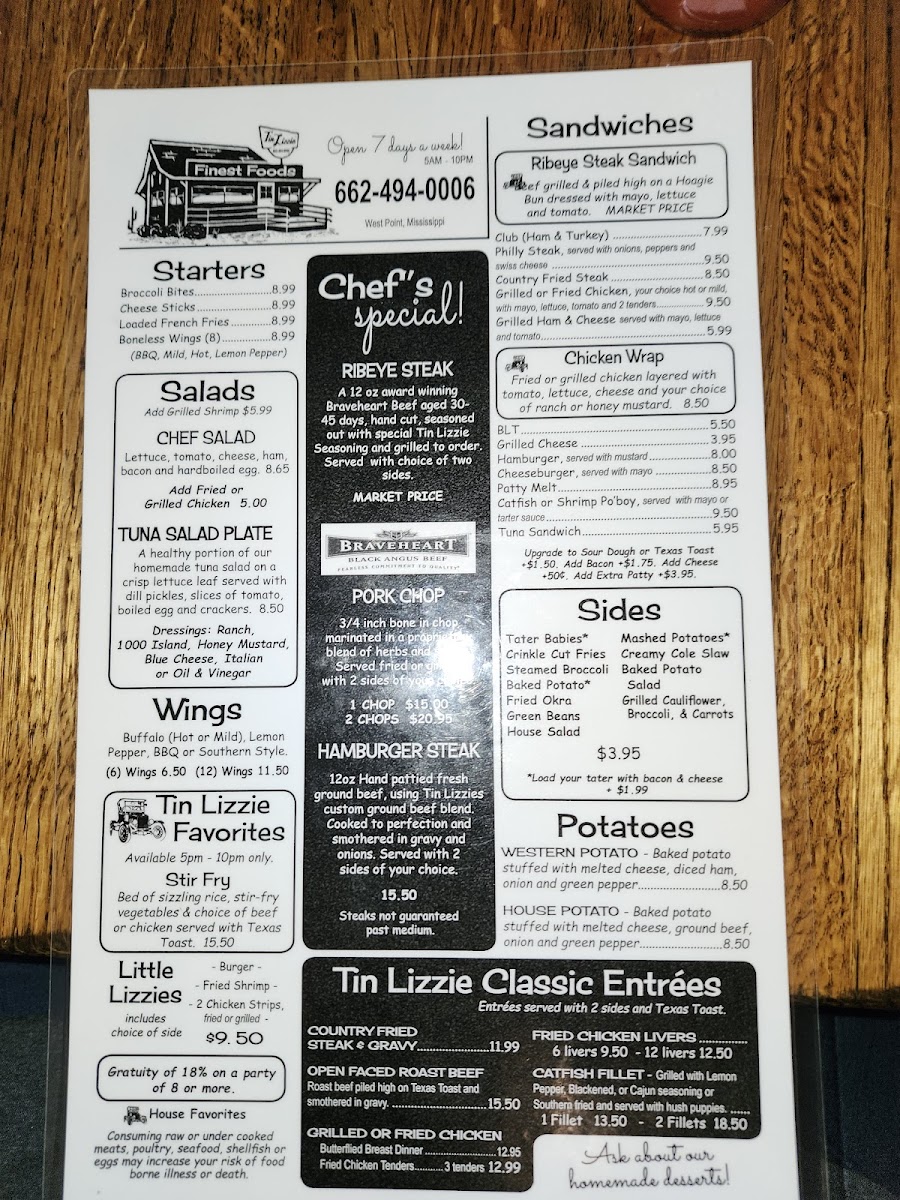 Tin Lizzie
Finest Foods
Open 7 days a week!
5AM - 10PM
662-494-0006
West Point, Mississippi
Starters
Broccoli Bites..................8.99
Cheese Sticks..................8.99
Loaded French Fries..........8.99
Boneless Wings (8)............8.99
(BBQ, Mild, Hot, Lemon Pepper)
Salads
Add Grilled Shrimp $5.99
CHEF SALAD
Lettuce, tomato, cheese, ham,
bacon and hardboiled egg. 8.65
Add Fried or
Grilled Chicken 5.00
TUNA SALAD PLATE
A healthy portion of our
homemade tuna salad on a
crisp lettuce leaf served with
dill pickles, slices of tomato,
boiled egg and crackers. 8.50
Dressings: Ranch,
1000 Island, Honey Mustard,
Blue Cheese, Italian
or Oil & Vinegar
Wings
Buffalo (Hot or Mild), Lemon
Pepper, BBQ or Southern Style.
(6) Wings 6.50 (12) Wings 11.50
Tin Lizzie
Favorites
Available 5pm - 10pm only.
Stir Fry
Bed of sizzling rice, stir-fry
vegetables & choice of beef
or chicken served with Texas
Toast. 15.50
Little
Lizzies
includes
choice of side
- Burger -
- Fried Shrimp -
- 2 Chicken Strips,
fried or grilled -
$9.50
Gratuity of 18% on a party
of 8 or more.
House Favorites
Consuming raw or under cooked
meats, poultry, seafood, shellfish or
eggs may increase your risk of food
borne illness or death.
Chef's
special!
RIBEYE STEAK
A 12 oz award winning
Braveheart Beef aged 30-
45 days, hand cut, seasoned
out with special Tin Lizzie
Seasoning and grilled to order.
Served with choice of two
sides.
MARKET PRICE
BRAVEHEART
BLACK ANGUS BEEF
FEARLESS COMMITMENT TO QUALITY
PORK CHOP
3/4 inch bone in chop
marinated in a
blend of herbs and
Served fried or
with 2 sides of your
1 CHOP $15.00
2 CHOPS $20.95
HAMBURGER STEAK
12oz Hand pattied fresh
ground beef, using Tin Lizzies
custom ground beef blend.
Cooked to perfection and
smothered in gravy and
onions. Served with 2
sides of your choice.
15.50
Steaks not guaranteed
past medium.
Sandwiches
Ribeye Steak Sandwich
Beef grilled & piled high on a Hoagie
Bun dressed with mayo, lettuce
and tomato. MARKET PRICE
Club (Ham & Turkey) ......................7.99
Philly Steak, served with onions, peppers and
swiss cheese ......................9.50
Country Fried Steak ......................8.50
Grilled or Fried Chicken, your choice hot or mild,
with mayo, lettuce, tomato and 2 tenders............... 9.50
Grilled Ham & Cheese served with mayo, lettuce
and tomato......................5.99
Chicken Wrap
Fried or grilled chicken layered with
tomato, lettuce, cheese and your choice
of ranch or honey mustard. 8.50
BLT......................5.50
Grilled Cheese ......................3.95
Hamburger, served with mustard......................8.00
Cheeseburger, served with mayo ......................8.50
Patty Melt......................8.95
Catfish or Shrimp Po'boy, served with mayo or
tarter sauce......................9.50
Tuna Sandwich......................5.95
Upgrade to Sour Dough or Texas Toast
+$1.50. Add Bacon +$1.75. Add Cheese
+50¢. Add Extra Patty +$3.95.
Sides
Tater Babies*
Crinkle Cut Fries
Steamed Broccoli
Baked Potato*
Fried Okra
Green Beans
House Salad
Mashed Potatoes*
Creamy Cole Slaw
Baked Potato
Salad
Grilled Cauliflower,
Broccoli, & Carrots
$3.95
*Load your tater with bacon & cheese
+ $1.99
Potatoes
WESTERN POTATO - Baked potato
stuffed with melted cheese, diced ham,
onion and green pepper......................8.50
HOUSE POTATO - Baked potato
stuffed with melted cheese, ground beef,
onion and green pepper......................8.50
Tin Lizzie Classic Entrées
Entrées served with 2 sides and Texas Toast.
COUNTRY FRIED
STEAK & GRAVY......................11.99
OPEN FACED ROAST BEEF
Roast beef piled high on Texas Toast and
smothered in gravy. ......................15.50
GRILLED OR FRIED CHICKEN
Butterflied Breast Dinner ......................12.95
Fried Chicken Tenders.......... 3 tenders 12.99
FRIED CHICKEN LIVERS ............
6 livers 9.50 - 12 livers 12.50
CATFISH FILLET - Grilled with Lemon
Pepper, Blackened, or Cajun seasoning or
Southern fried and served with hush puppies. ......
1 Fillet 13.50 - 2 Fillets 18.50
Ask about our
homemade desserts!